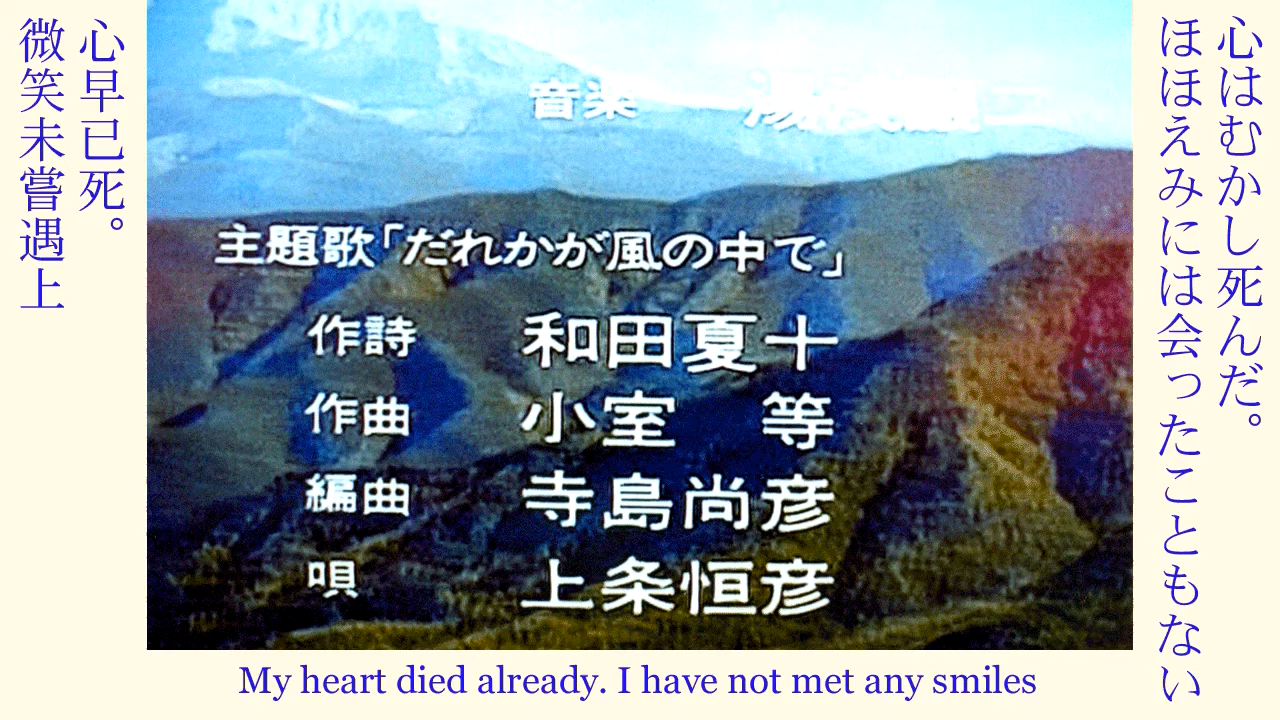 心はむかし死んだ。
ほほえみには会ったこともない
音楽
主題歌「だれかが風の中で」
作詩 和田夏十
作曲 小室 等
編曲 寺島尚彦
唄 上条恒彦
心早已死。
微笑未嘗遇上
My heart died already. I have not met any smiles